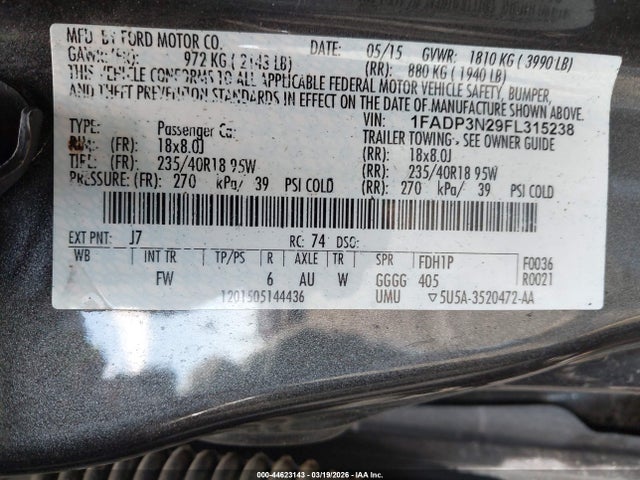 MFD BY FORD MOTOR CO. DATE: 05/15 GVWR: 1810 KG (3990 LB)
GAWR(FR): 972 KG (2143 LB) (RR): 880 KG (1940 LB)
THIS VEHICLE CONFORMS TO ALL APPLICABLE FEDERAL MOTOR VEHICLE SAFETY, BUMPER,
AND THEFT PREVENTION STANDARDS IN EFFECT ON THE DATE OF MANUFACTURE SHOWN ABOVE.
VIN: 1FADP3N29FL315238
TYPE: Passenger Car TRAILER TOWING - SEE OWNER GUIDE
RIM: (FR): 18x8.0J (RR): 18x8.0J
TIRE: (FR): 235/40R18 95W (RR): 235/40R18 95W
PRESSURE: (FR): 270 kPa/ 39 PSI COLD (RR): 270 kPa/ 39 PSI COLD
EXT PNT: J7 RC: 74 DSO:
WB INT TR TP/PS R AXLE TR SPR FDH1P F0036
FW 6 AU W GGGG 405 R0021
1201505144436 UMU ▽5U5A-3520472-AA
000-44623143 | 03/19/2026 - IAA Inc.